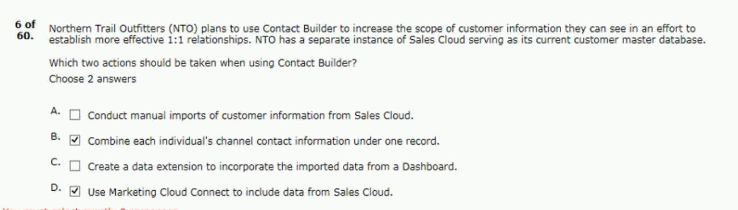 6 of
60.
Northern Trail Outfitters (NTO) plans to use Contact Builder to increase the scope of customer information they can see in an effort to
establish more effective 1:1 relationships. NTO has a separate instance of Sales Cloud serving as its current customer master database.
Which two actions should be taken when using Contact Builder?
Choose 2 answers
A. Conduct manual imports of customer information from Sales Cloud.
B. Combine each individual's channel contact information under one record.
C. Create a data extension to incorporate the imported data from a Dashboard.
D. Use Marketing Cloud Connect to include data from Sales Cloud.